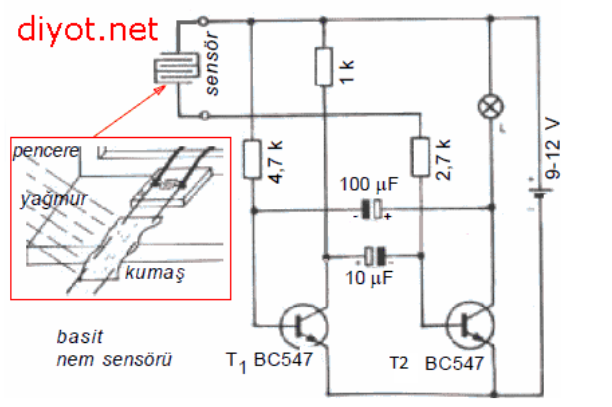 diyot.net
sensör
1 k
L
4,7 k
2,7 k
9-12 V
+
-
100 µF
- +
10 µF
+ -
pencere
yağmur
kumaş
basit
nem sensörü
T1 BC547
T2 BC547